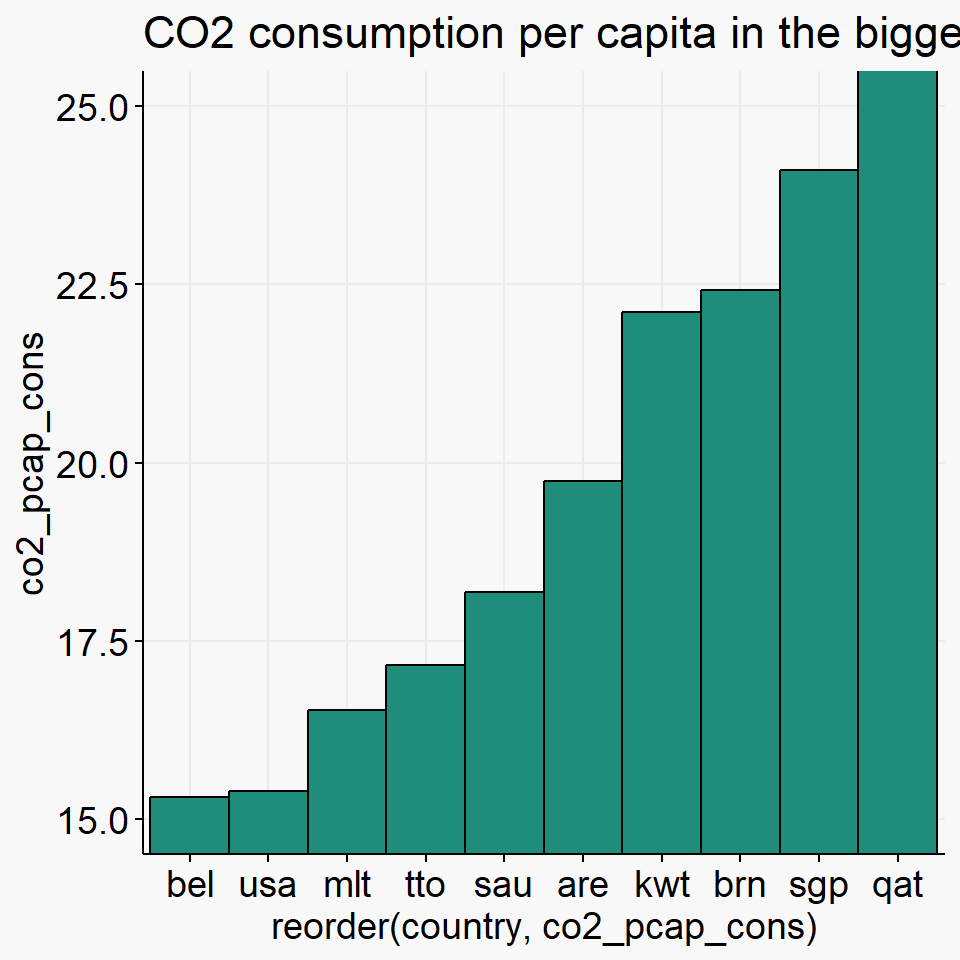 CO2 consumption per capita in the bigge
25.0
22.5
20.0
17.5
15.0
co2_pcap_cons
bel usa mlt tto sau are kwt brn sgp qat
reorder(country, co2_pcap_cons)